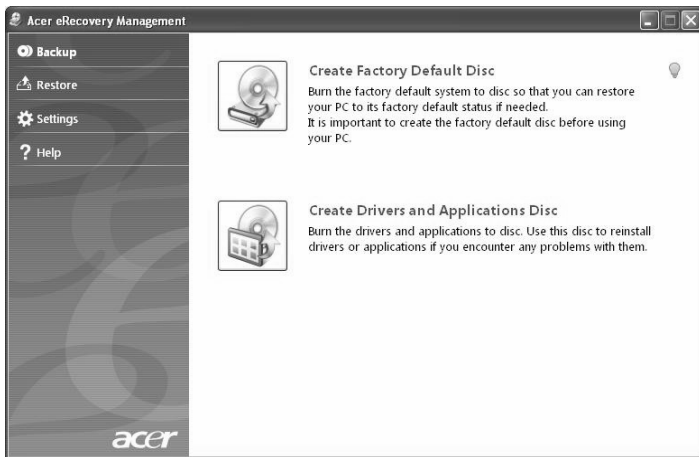 Acer eRecovery Management
Backup
Restore
Settings
? Help
Create Factory Default Disc
Burn the factory default system to disc so that you can restore
your PC to its factory default status if needed.
It is important to create the factory default disc before using
your PC.
Create Drivers and Applications Disc
Burn the drivers and applications to disc. Use this disc to reinstall
drivers or applications if you encounter any problems with them.
acer